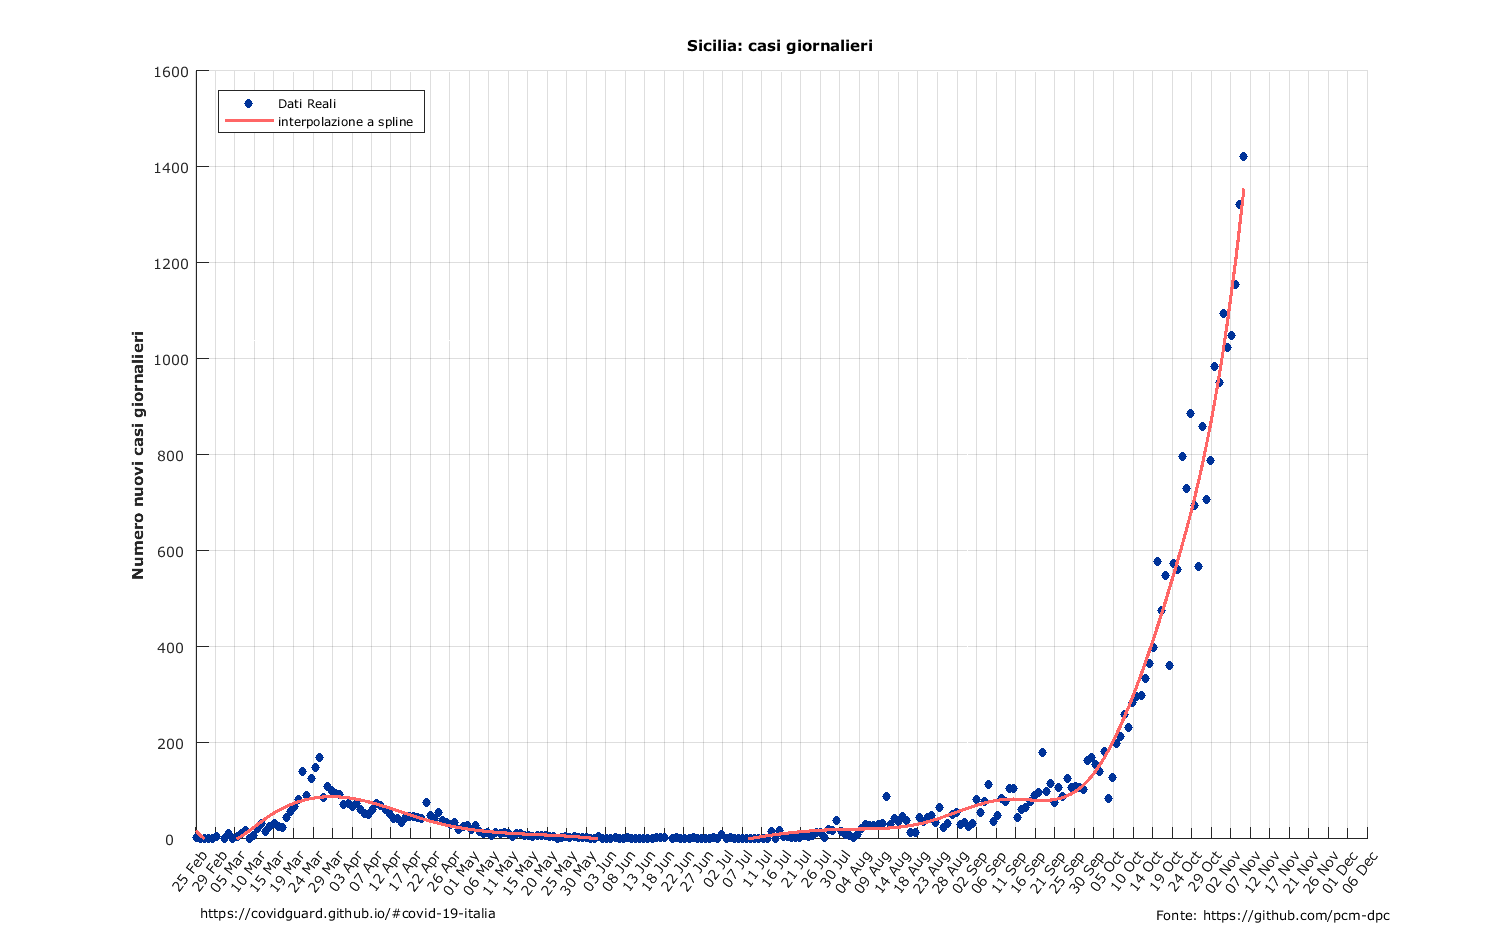 Sicilia: casi giornalieri
Dati Reali
interpolazione a spline
Numero nuovi casi giornalieri
1600
1400
1200
1000
800
600
400
200
0
25 Feb
29 Feb
05 Mar
10 Mar
15 Mar
19 Mar
24 Mar
29 Mar
03 Apr
07 Apr
12 Apr
17 Apr
22 Apr
26 Apr
01 May
06 May
11 May
15 May
20 May
25 May
30 May
03 Jun
08 Jun
13 Jun
18 Jun
22 Jun
27 Jun
02 Jul
07 Jul
11 Jul
16 Jul
21 Jul
26 Jul
30 Jul
04 Aug
09 Aug
14 Aug
18 Aug
23 Aug
28 Aug
02 Sep
06 Sep
11 Sep
16 Sep
21 Sep
25 Sep
30 Sep
05 Oct
10 Oct
14 Oct
19 Oct
24 Oct
29 Oct
02 Nov
07 Nov
12 Nov
17 Nov
21 Nov
26 Nov
01 Dec
06 Dec
https://covidguard.github.io/#covid-19-italia
Fonte: https://github.com/pcm-dpc